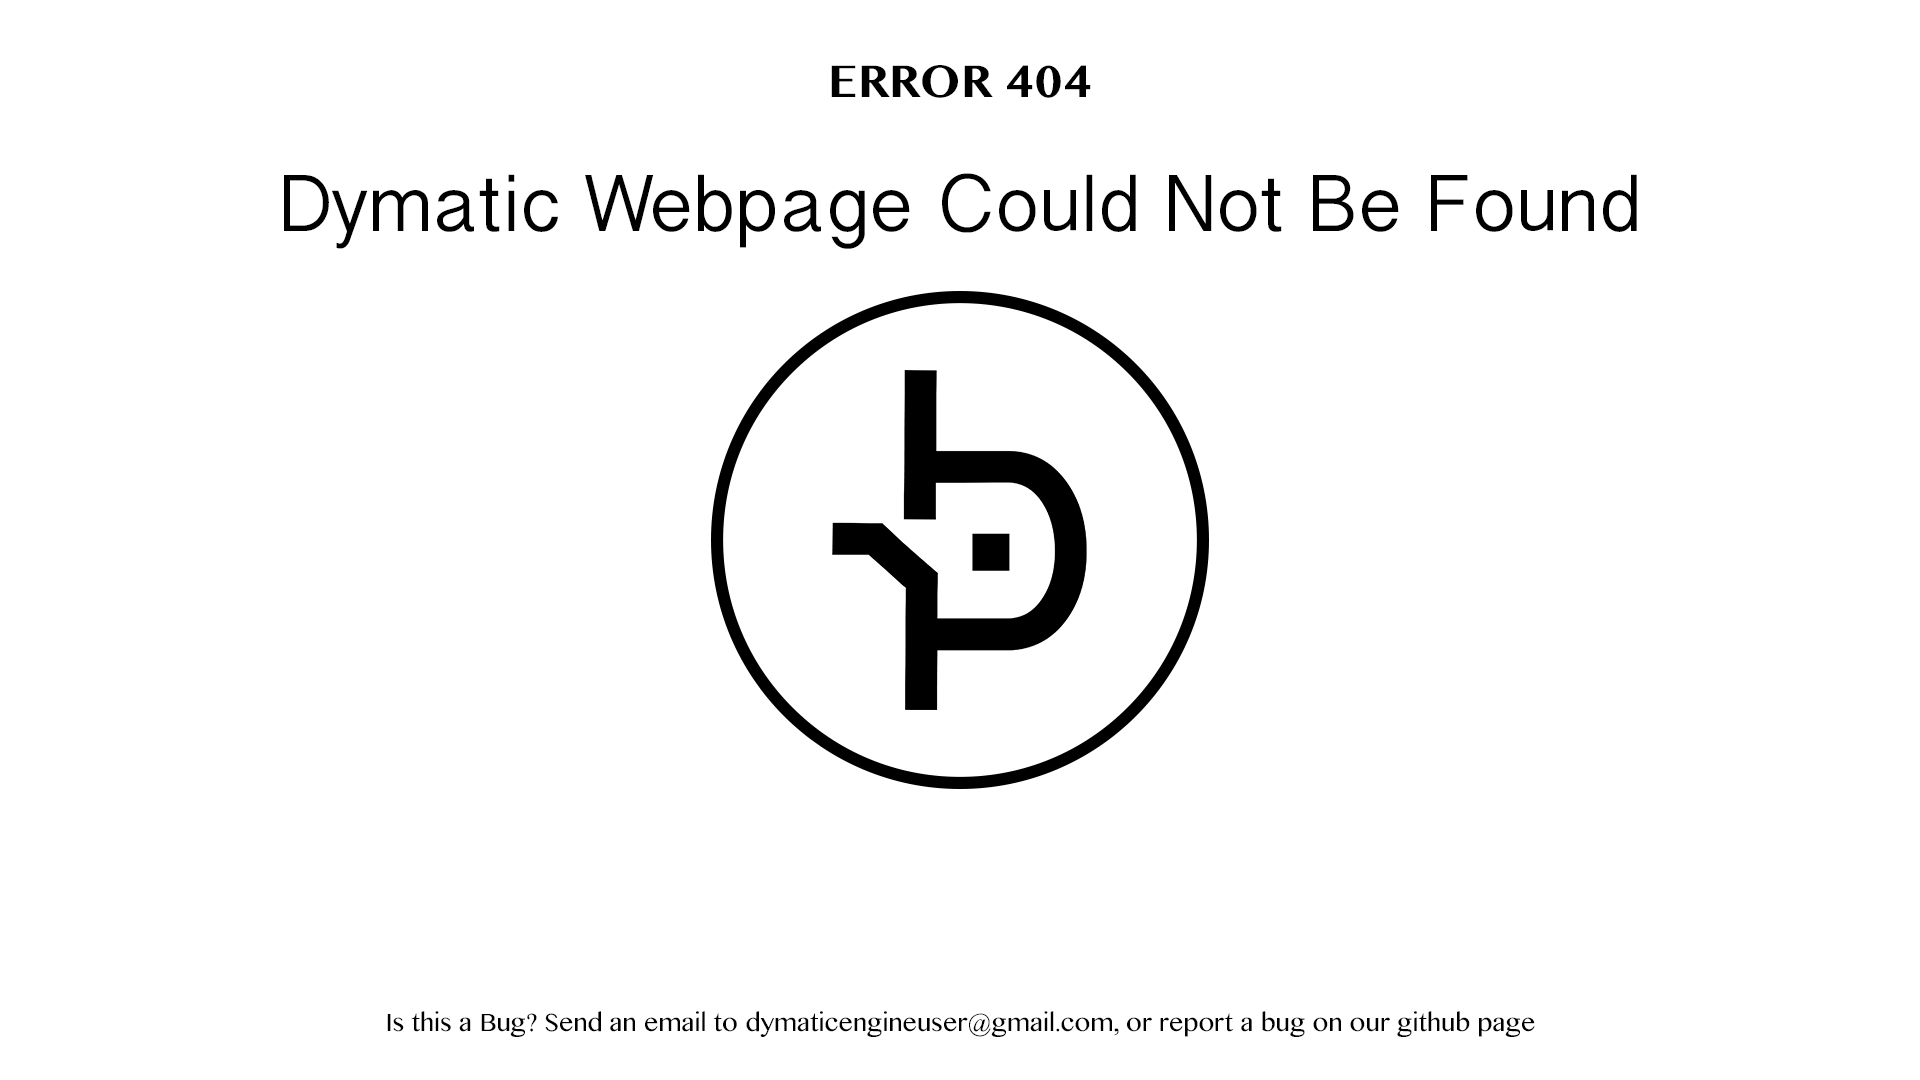 ERROR 404
Dymatic Webpage Could Not Be Found
Is this a Bug? Send an email to dymaticengineuser@gmail.com, or report a bug on our github page